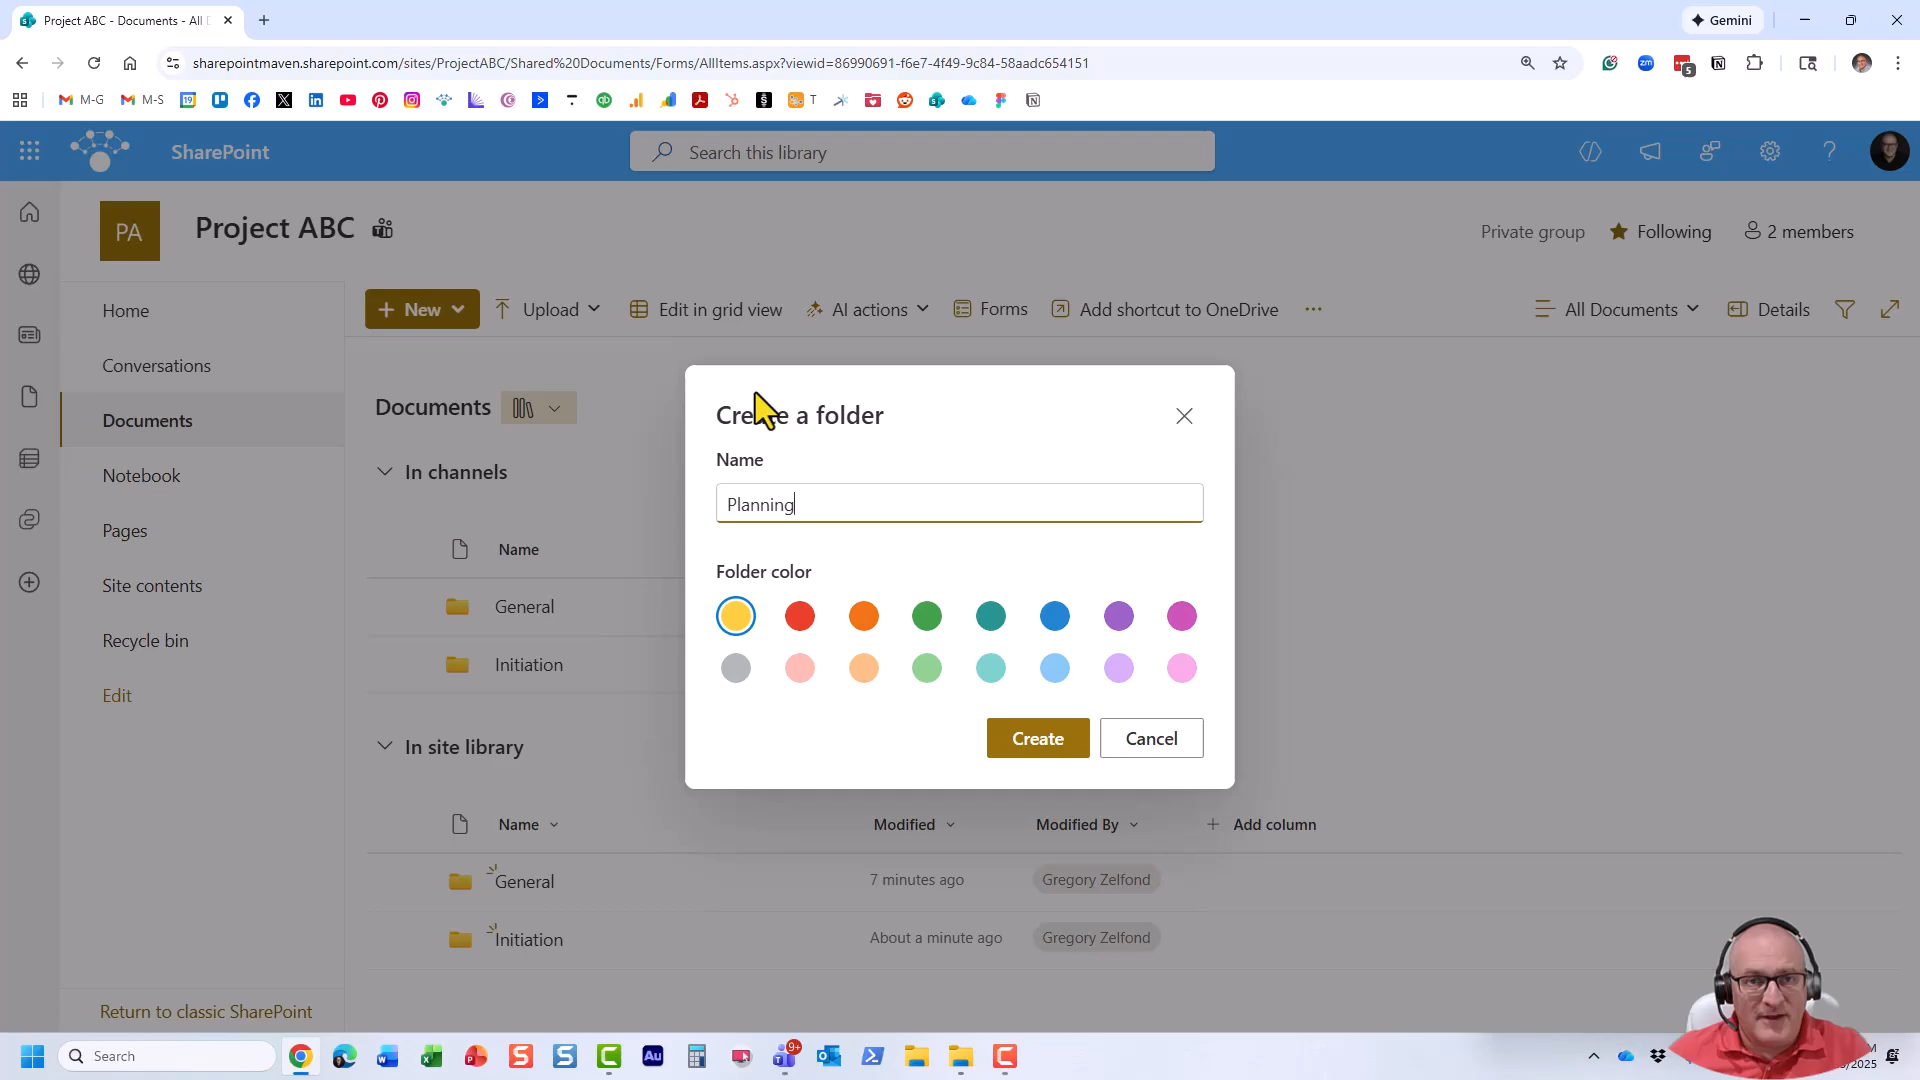 Project ABC - Documents - All D
Gemini
sharepointmaven.sharepoint.com/sites/ProjectABC/Shared%20Documents/Forms/AllItems.aspx?viewid=86990691-f6e7-4f49-9c84-58aadc654151
M-G
M-S
T
SharePoint
Search this library
PA
Project ABC
Private group
Following
2 members
Home
Conversations
Documents
Notebook
Pages
Site contents
Recycle bin
Edit
Return to classic SharePoint
New
Upload
Edit in grid view
AI actions
Forms
Add shortcut to OneDrive
All Documents
Details
Documents
In channels
Name
General
Initiation
In site library
Name
Modified
Modified By
Add column
General
7 minutes ago
Gregory Zelfond
Initiation
About a minute ago
Gregory Zelfond
Create a folder
Name
Planning
Folder color
Create
Cancel
Search
9+